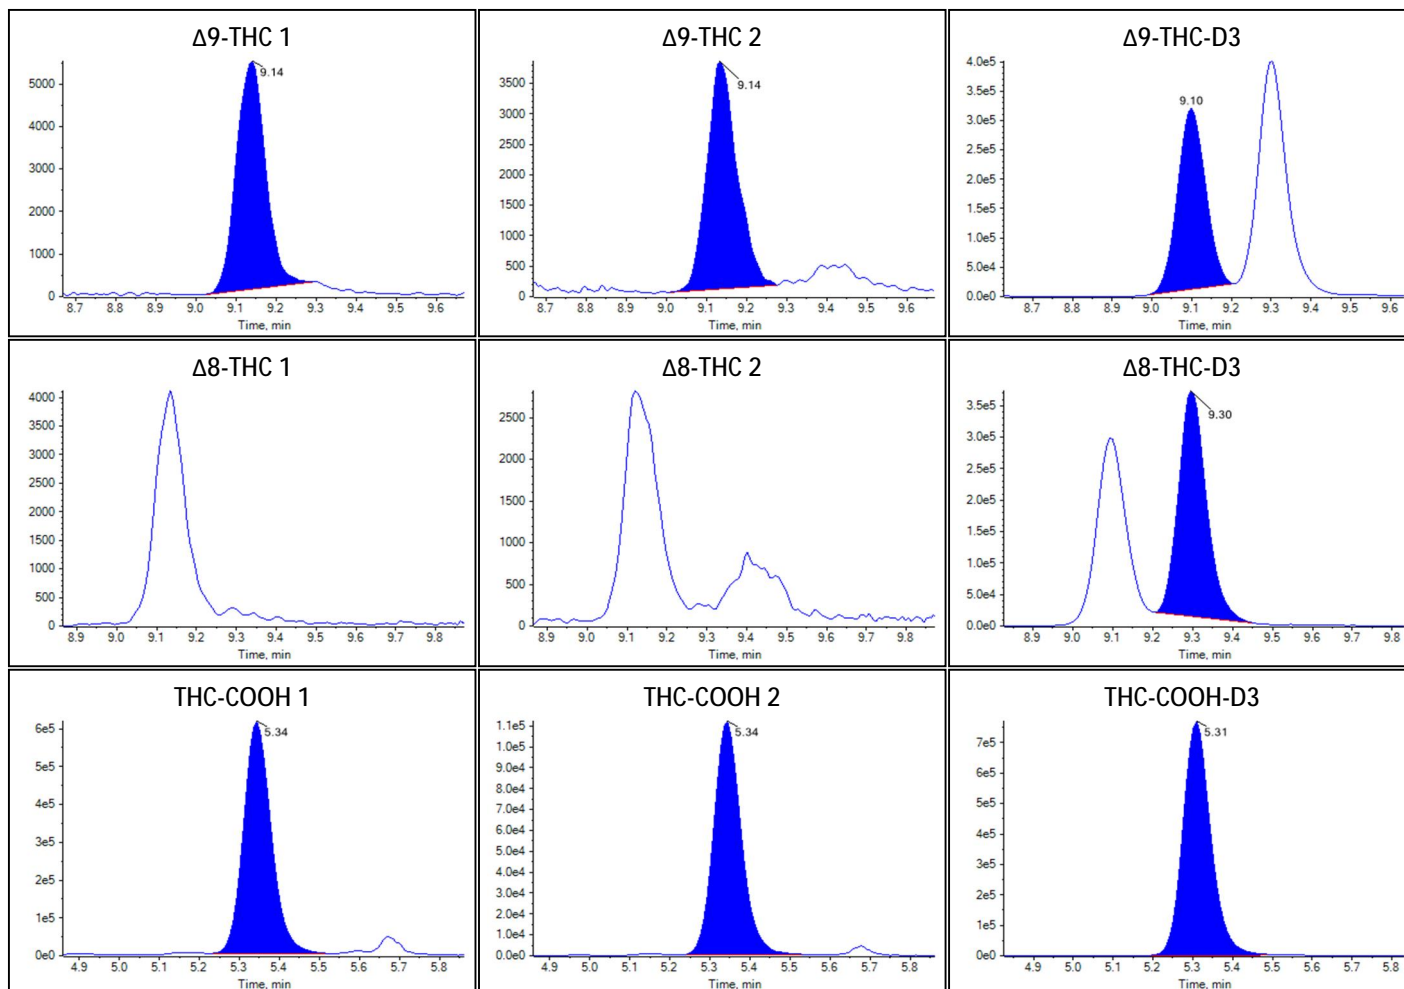 Δ9-THC 1
5000
4000
3000
2000
1000
0
9.14
8.7 8.8 8.9 9.0 9.1 9.2 9.3 9.4 9.5 9.6
Time, min
Δ9-THC 2
3500
3000
2500
2000
1500
1000
500
0
9.14
8.7 8.8 8.9 9.0 9.1 9.2 9.3 9.4 9.5 9.6
Time, min
Δ9-THC-D3
4.0e5
3.5e5
3.0e5
2.5e5
2.0e5
1.5e5
1.0e5
5.0e4
0.0e0
9.10
8.7 8.8 8.9 9.0 9.1 9.2 9.3 9.4 9.5 9.6
Time, min
Δ8-THC 1
4000
3500
3000
2500
2000
1500
1000
500
0
8.9 9.0 9.1 9.2 9.3 9.4 9.5 9.6 9.7 9.8
Time, min
Δ8-THC 2
2500
2000
1500
1000
500
0
8.9 9.0 9.1 9.2 9.3 9.4 9.5 9.6 9.7 9.8
Time, min
Δ8-THC-D3
3.5e5
3.0e5
2.5e5
2.0e5
1.5e5
1.0e5
5.0e4
0.0e0
9.30
8.9 9.0 9.1 9.2 9.3 9.4 9.5 9.6 9.7 9.8
Time, min
THC-COOH 1
6e5
5e5
4e5
3e5
2e5
1e5
0e0
5.34
4.9 5.0 5.1 5.2 5.3 5.4 5.5 5.6 5.7 5.8
Time, min
THC-COOH 2
1.1e5
1.0e5
9.0e4
8.0e4
7.0e4
6.0e4
5.0e4
4.0e4
3.0e4
2.0e4
1.0e4
0.0e0
5.34
4.9 5.0 5.1 5.2 5.3 5.4 5.5 5.6 5.7 5.8
Time, min
THC-COOH-D3
7e5
6e5
5e5
4e5
3e5
2e5
1e5
0e0
5.31
4.9 5.0 5.1 5.2 5.3 5.4 5.5 5.6 5.7 5.8
Time, min